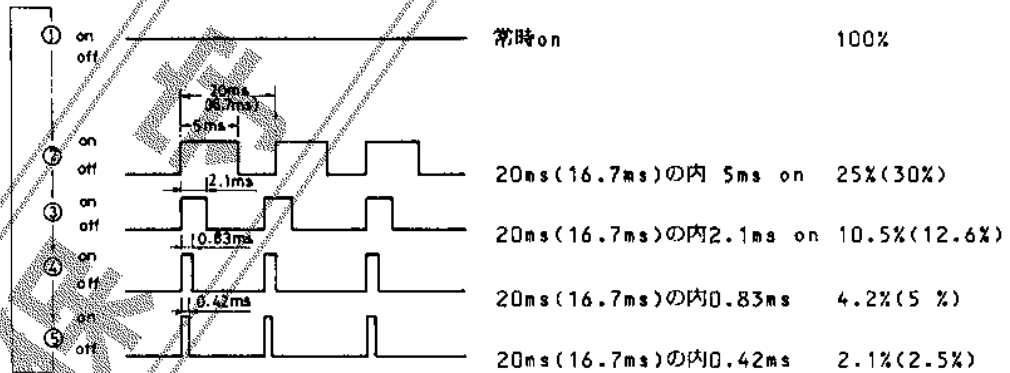 ① on 常時on 100%
off
20ms
(16.7ms)
5ms
on
②
off 20ms(16.7ms)の内 5ms on 25%(30%)
2.1ms
on
③
off 20ms(16.7ms)の内2.1ms on 10.5%(12.6%)
0.83ms
on
④
off 20ms(16.7ms)の内0.83ms 4.2%(5 %)
0.42ms
on
⑤
off 20ms(16.7ms)の内0.42ms 2.1%(2.5%)